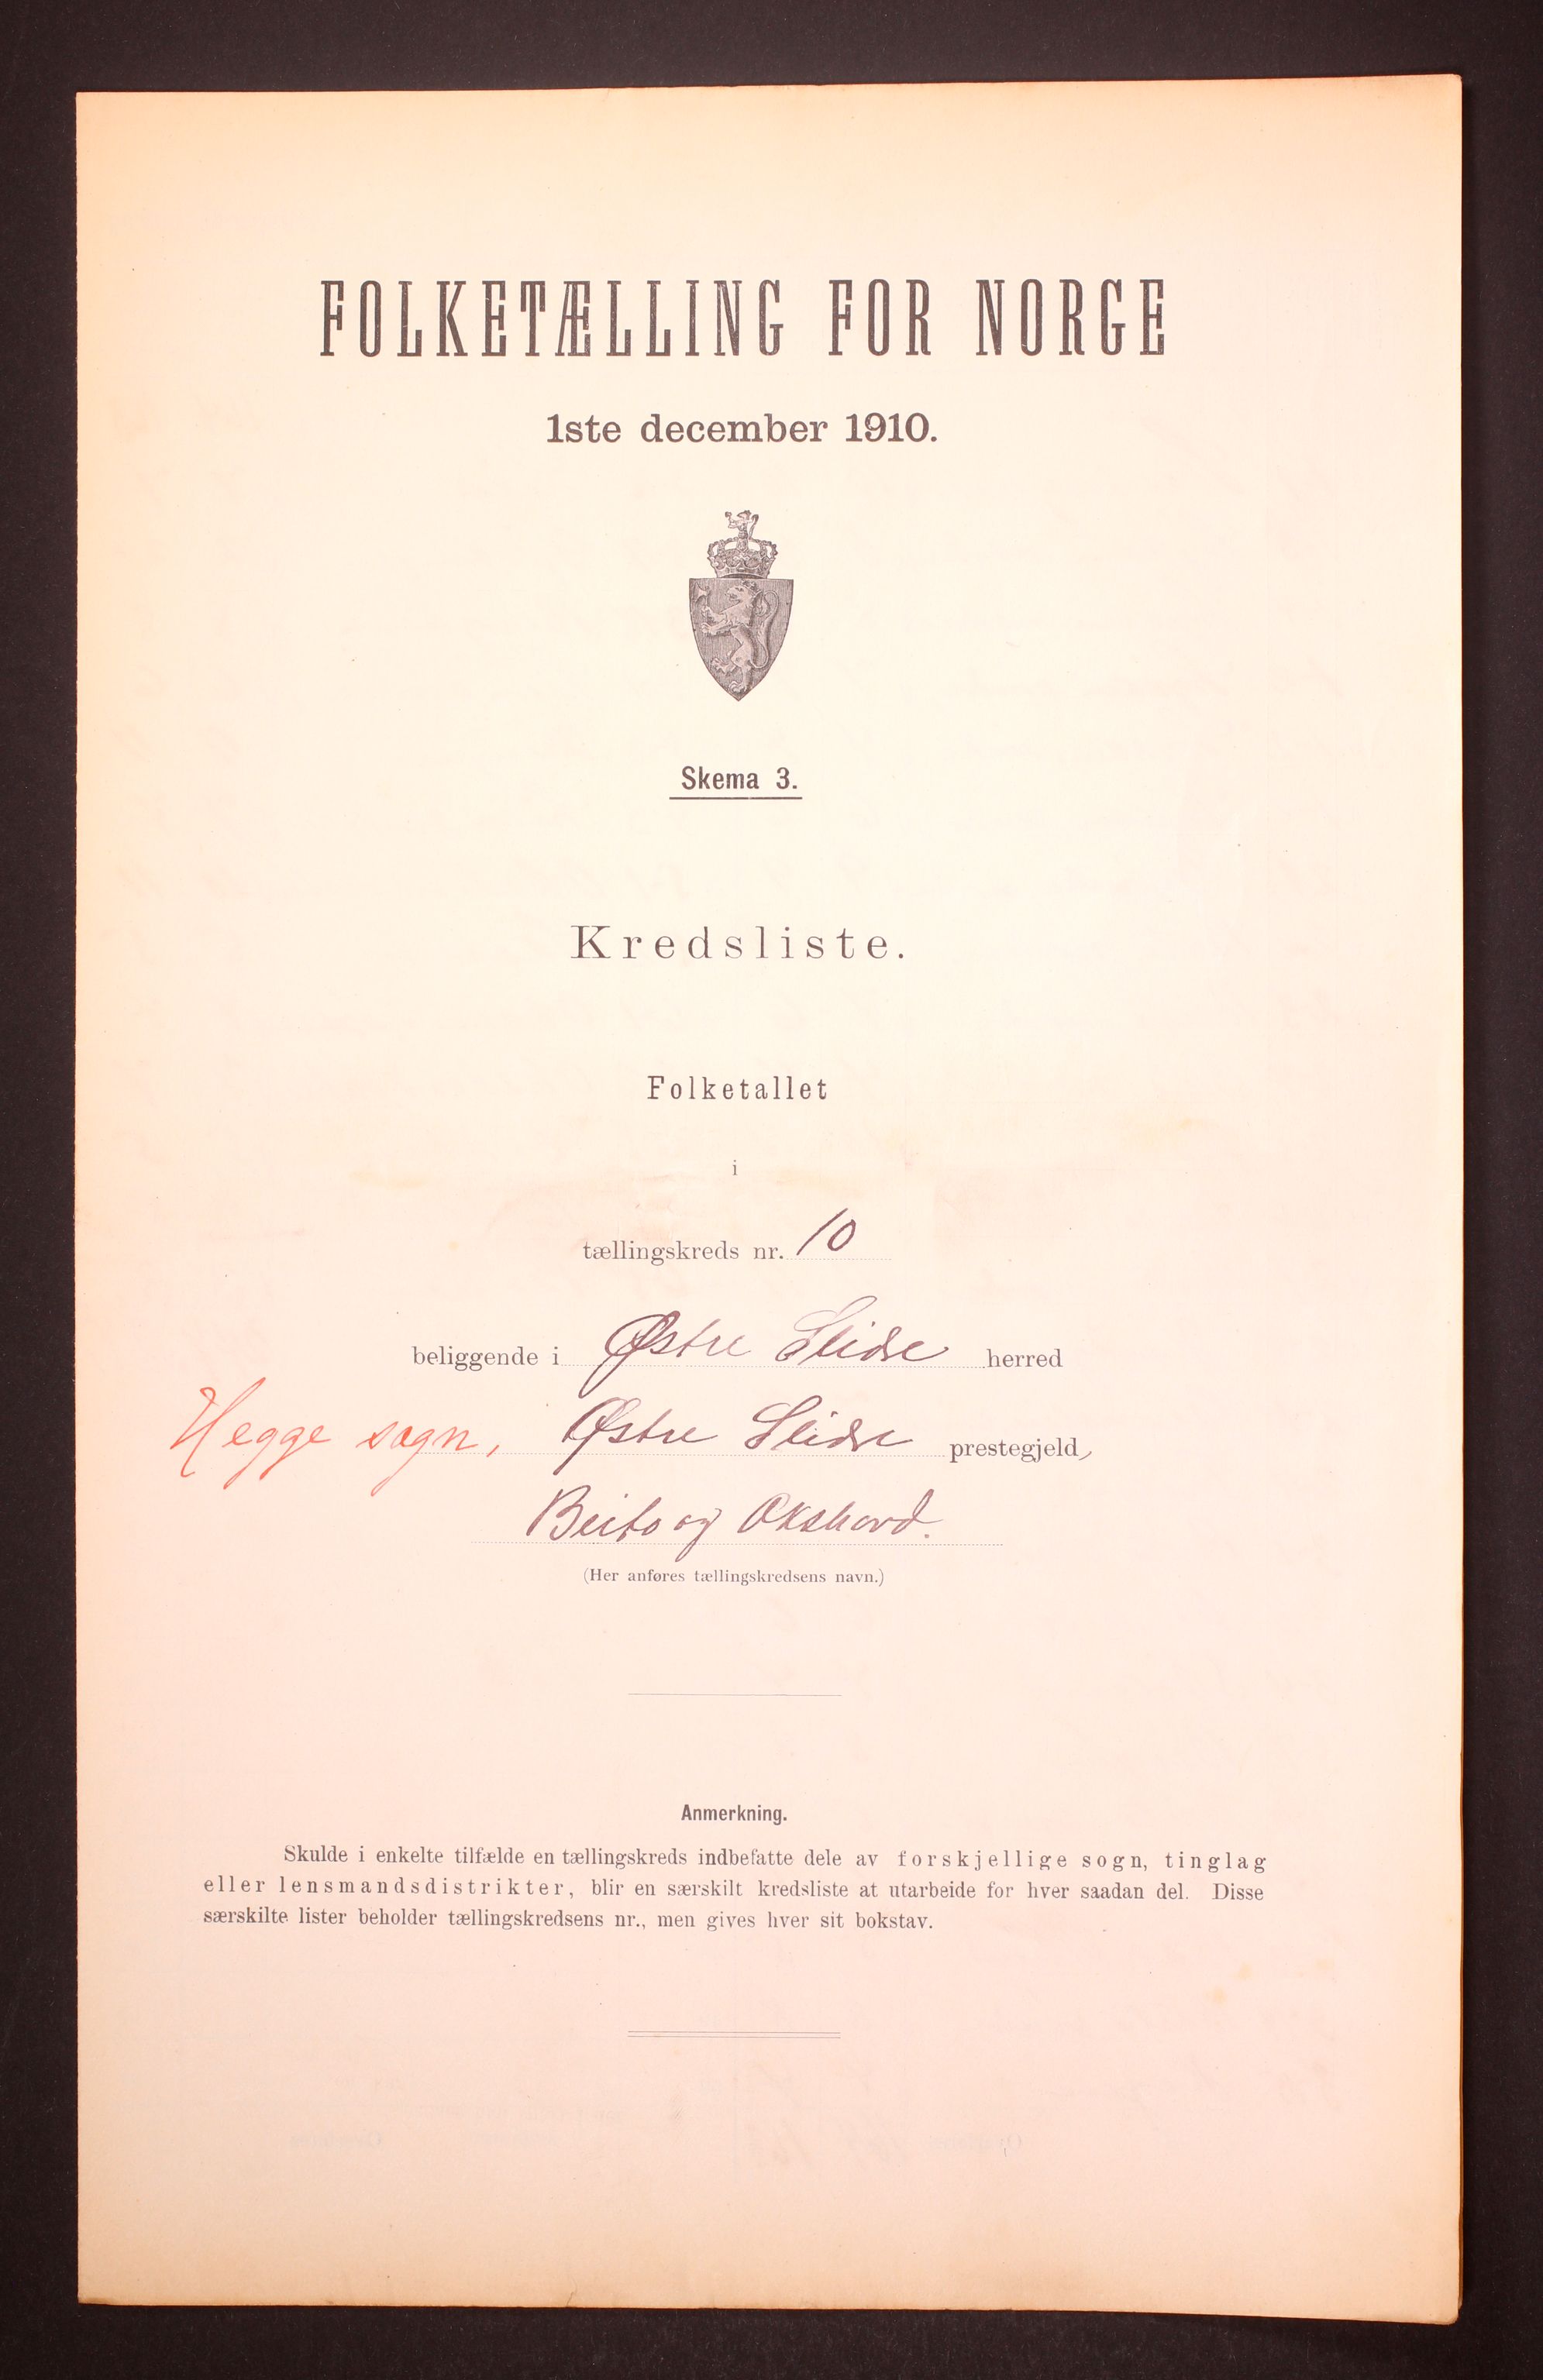 FOLKETÆLLING FOR NORGE
1ste december 1910.
Skema 3.
Kredsliste.
Folketallet
i
tællingskreds nr. 10
beliggende i Østre Slidre herred
Hegge sogn, Østre Slidre prestegjeld,
Beito og Okshovd.
(Her anføres tællingskredsens navn.)
Anmerkning.
Skulde i enkelte tilfælde en tællingskreds indbefatte dele av forskjellige sogn, tinglag
eller lensmandsdistrikter, blir en særskilt kredsliste at utarbeide for hver saadan del. Disse
særskilte lister beholder tællingskredsens nr., men gives hver sit bokstav.